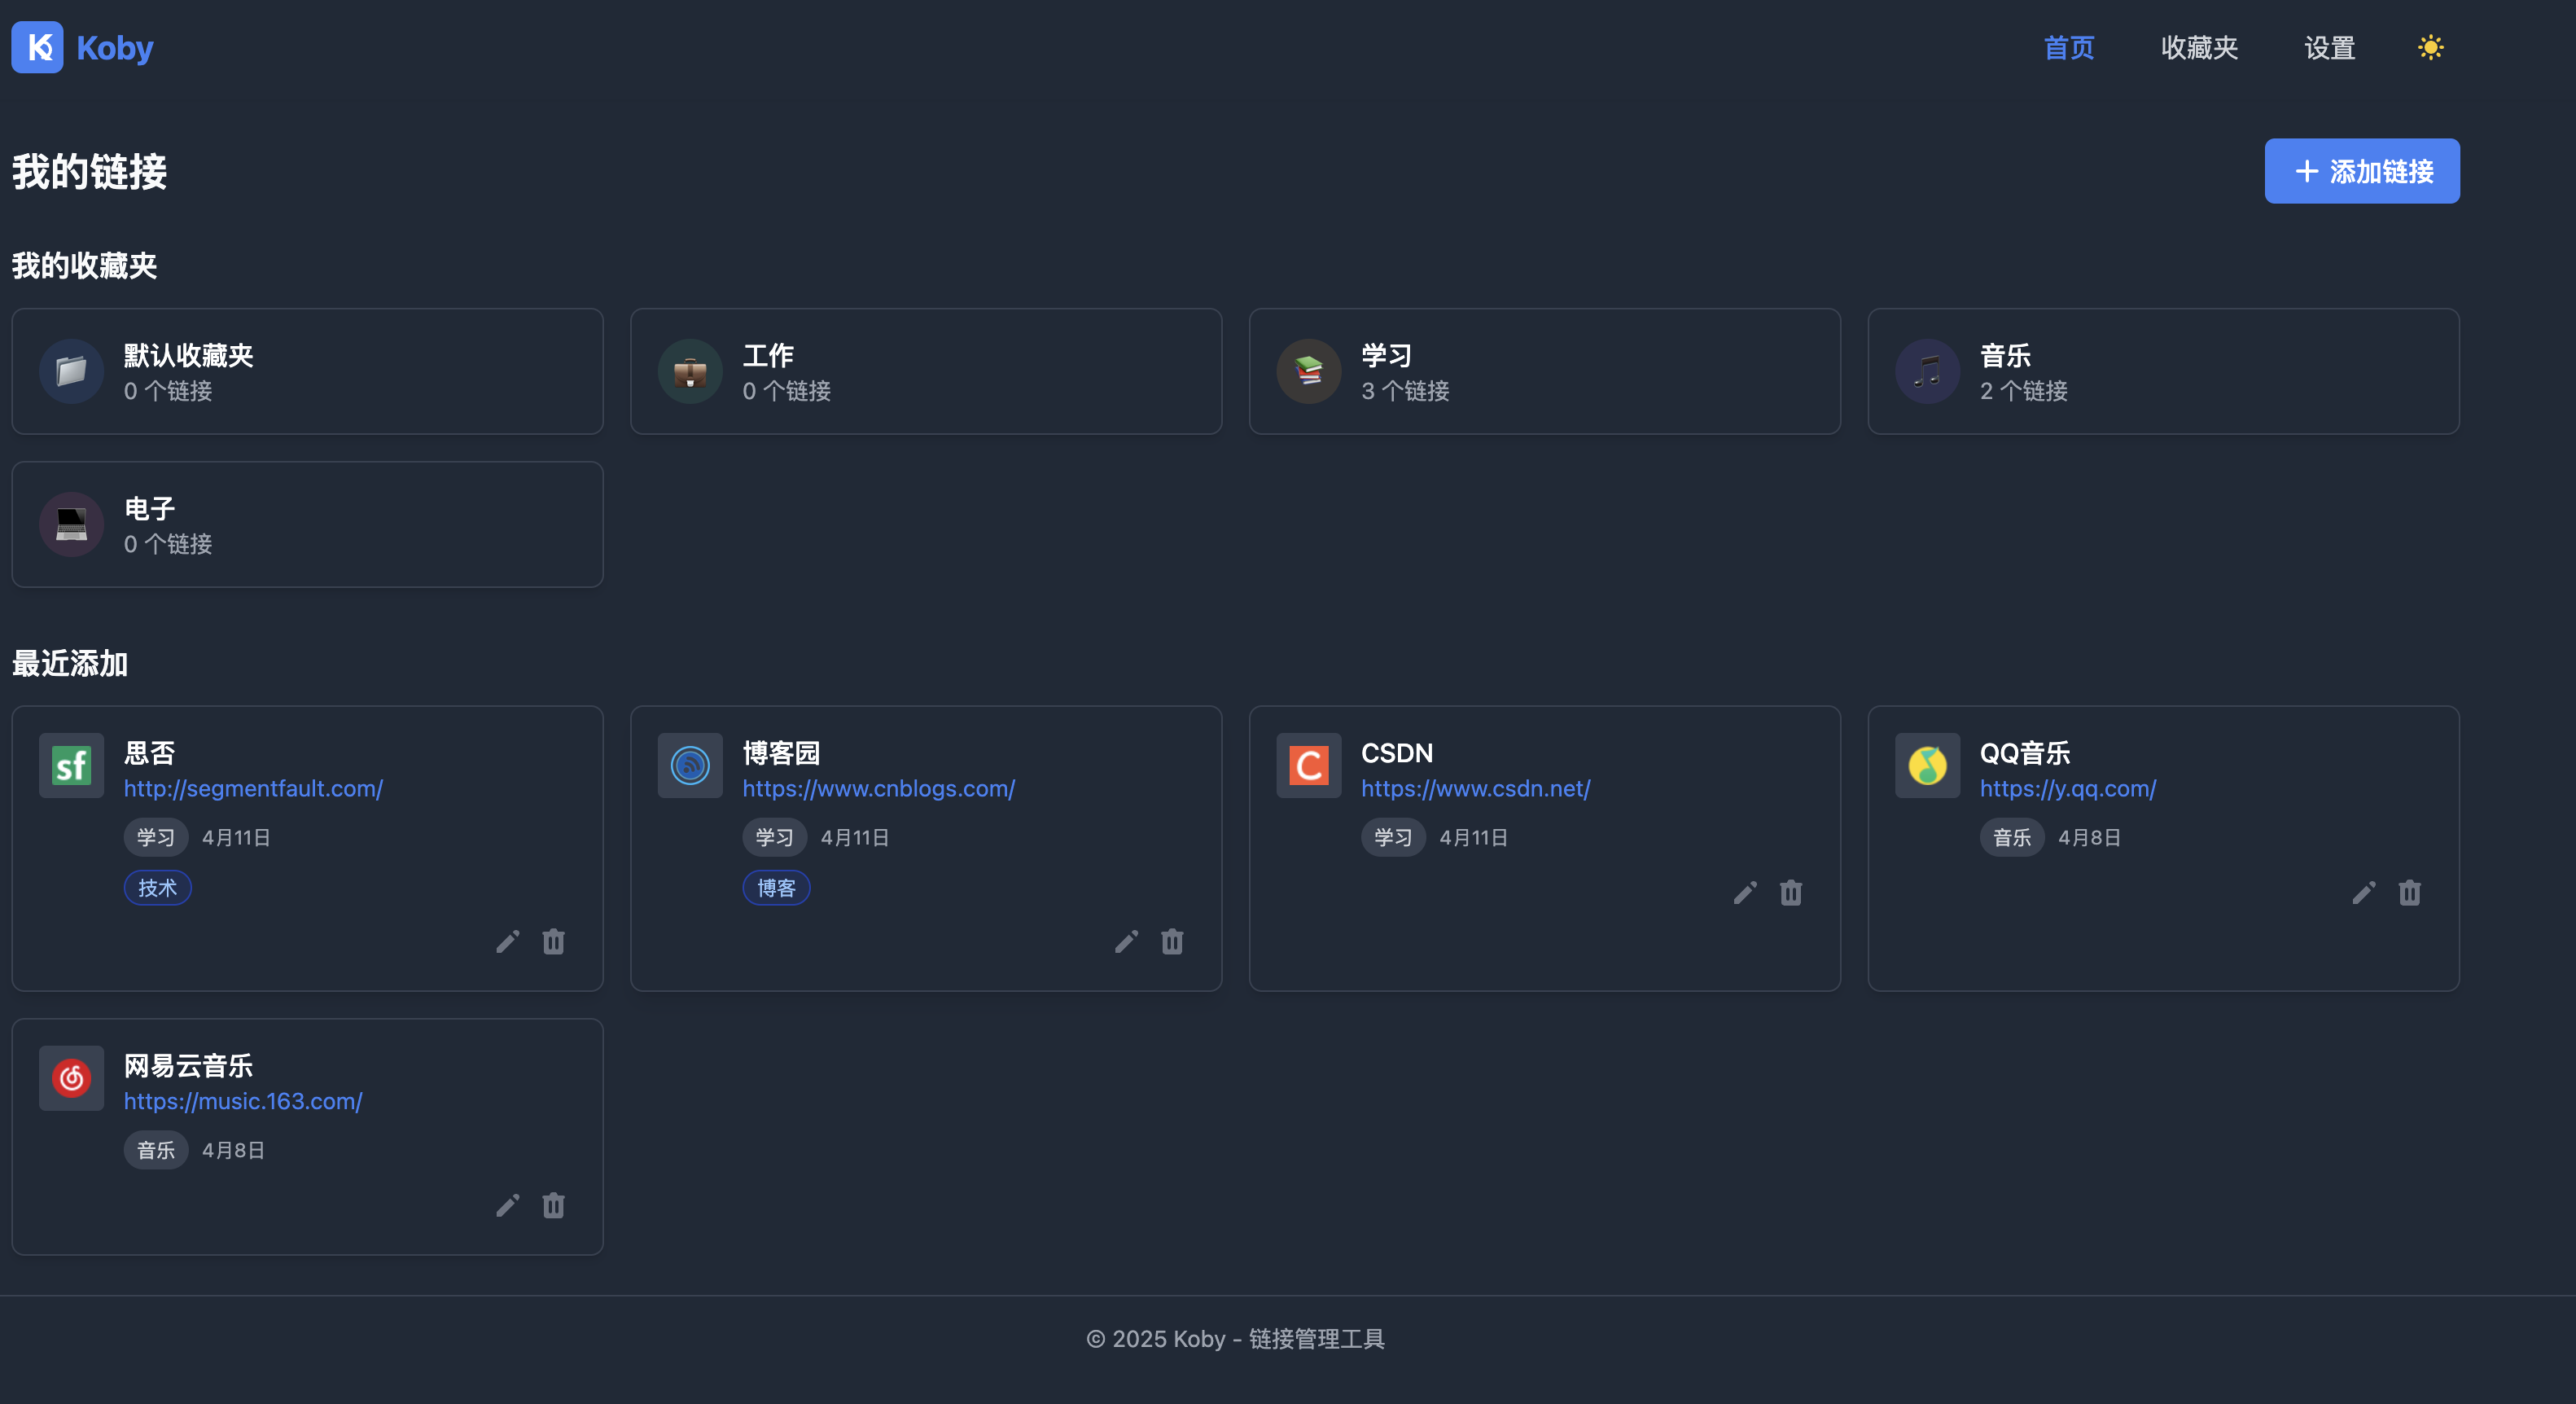 Koby
首页 收藏夹 设置
我的链接
添加链接
我的收藏夹
默认收藏夹
0 个链接
工作
0 个链接
学习
3 个链接
音乐
2 个链接
电子
0 个链接
最近添加
sf
思否
http://segmentfault.com/
学习 4月11日
技术
博客园
https://www.cnblogs.com/
学习 4月11日
博客
C
CSDN
https://www.csdn.net/
学习 4月11日
QQ音乐
https://y.qq.com/
音乐 4月8日
网易云音乐
https://music.163.com/
音乐 4月8日
© 2025 Koby - 链接管理工具